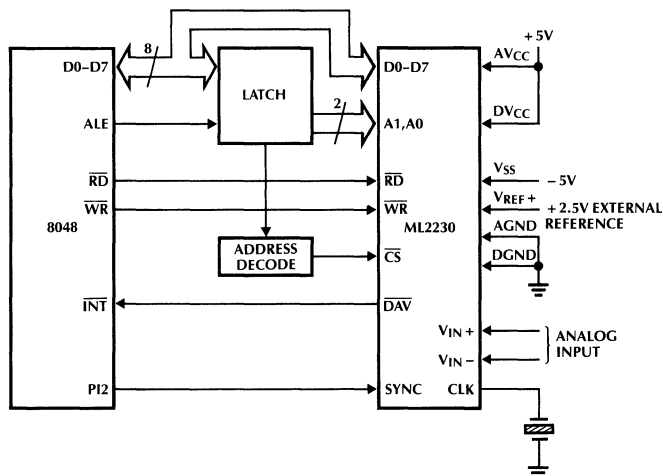 8
D0–D7
ALE
RD
WR
8048
INT
PI2
LATCH
2
ADDRESS
DECODE
D0–D7
A1,A0
RD
WR
ML2230
CS
DAV
VIN +
VIN –
SYNC
CLK
+ 5V
AVCC
DVCC
VSS
– 5V
VREF +
+ 2.5V EXTERNAL
REFERENCE
AGND
DGND
ANALOG
INPUT